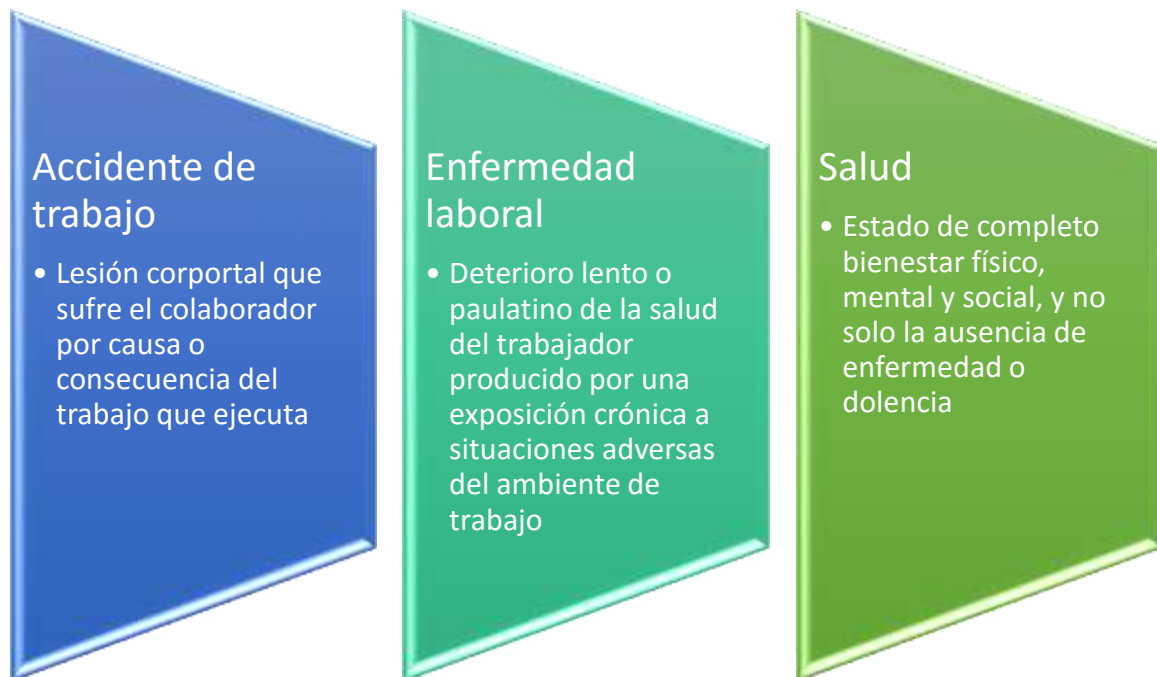 Accidente de
trabajo
• Lesión corportal que
sufre el colaborador
por causa o
consecuencia del
trabajo que ejecuta
Enfermedad
laboral
• Deterioro lento o
paulatino de la salud
del trabajador
producido por una
exposición crónica a
situaciones adversas
del ambiente de
trabajo
Salud
• Estado de completo
bienestar físico,
mental y social, y no
solo la ausencia de
enfermedad o
dolencia